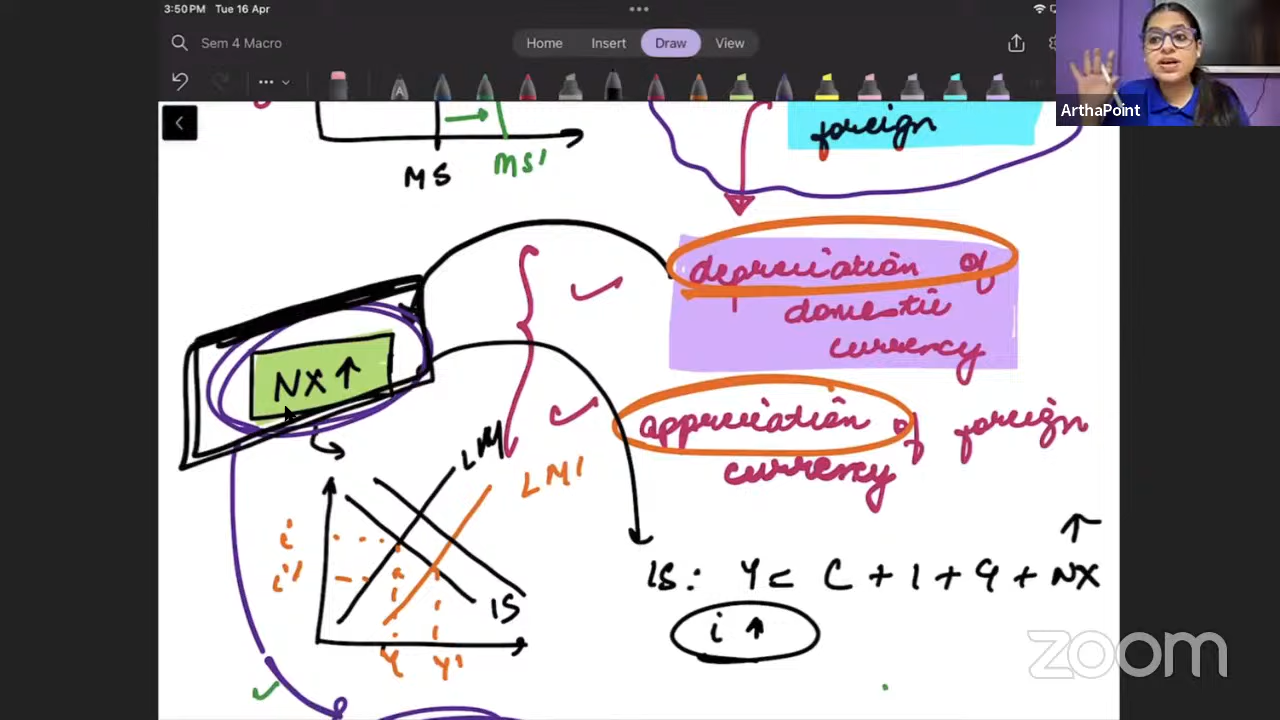 3:50 PM Tue 16 Apr
Sem 4 Macro
Home Insert Draw View
ArthaPoint
foreign
MS MS'
depreciation of
domestic
currency
NX ↑
appreciation of foreign
currency
LM
LM'
i
i'
IS
Y Y'
↑
IS: Y = C + I + G + NX
i ↑
zoom